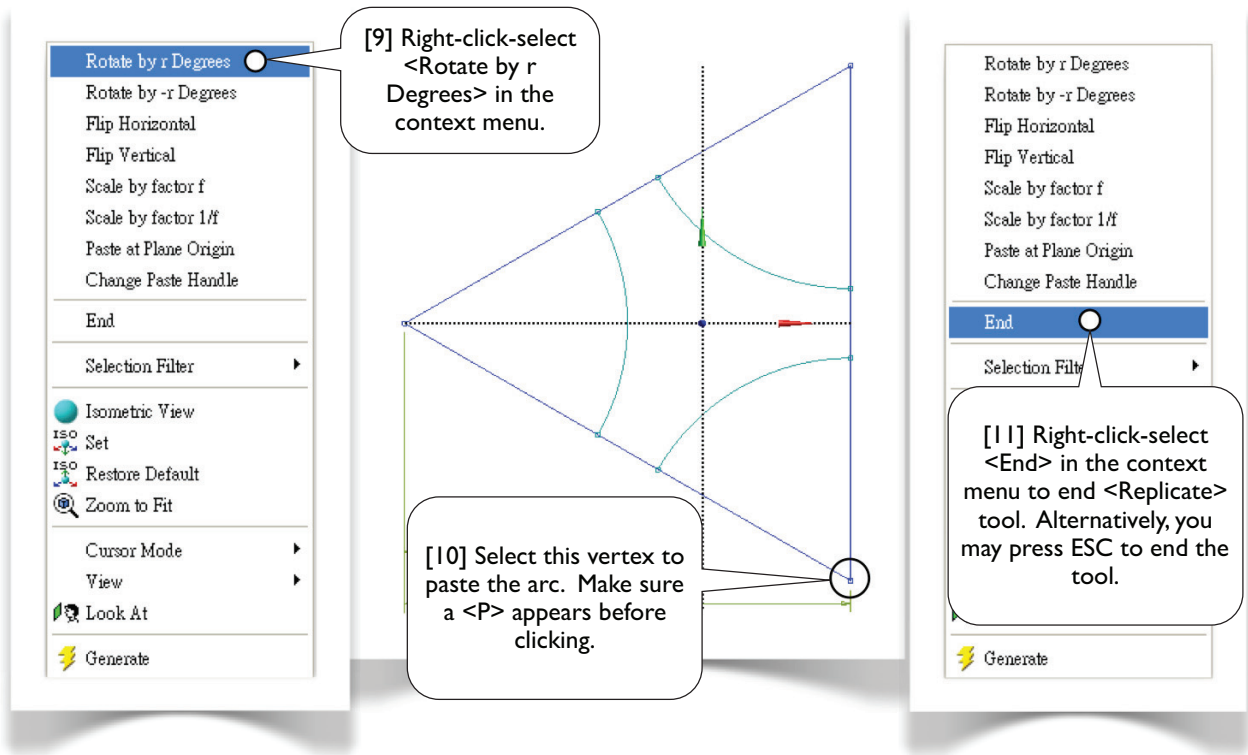 Rotate by r Degrees
Rotate by -r Degrees
Flip Horizontal
Flip Vertical
Scale by factor f
Scale by factor 1/f
Paste at Plane Origin
Change Paste Handle
End
Selection Filter
Isometric View
ISO Set
ISO Restore Default
Zoom to Fit
Cursor Mode
View
Look At
Generate
[9] Right-click-select
<Rotate by r
Degrees> in the
context menu.
[10] Select this vertex to
paste the arc. Make sure
a <P> appears before
clicking.
Rotate by r Degrees
Rotate by -r Degrees
Flip Horizontal
Flip Vertical
Scale by factor f
Scale by factor 1/f
Paste at Plane Origin
Change Paste Handle
End
Selection Filte
[11] Right-click-select
<End> in the context
menu to end <Replicate>
tool. Alternatively, you
may press ESC to end the
tool.
Generate